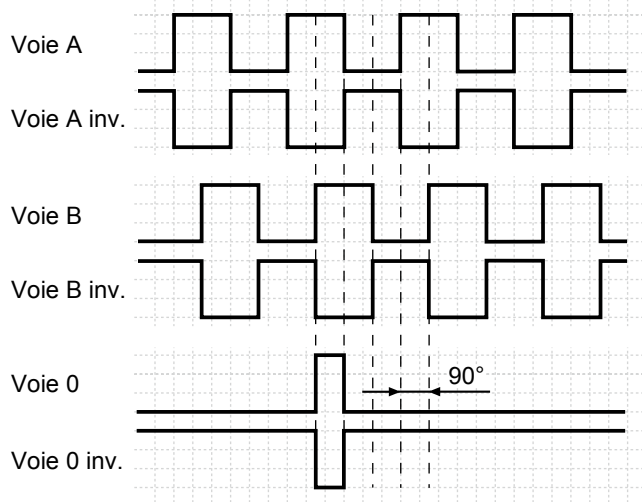 Voie A
Voie A inv.
Voie B
Voie B inv.
Voie 0
90°
Voie 0 inv.